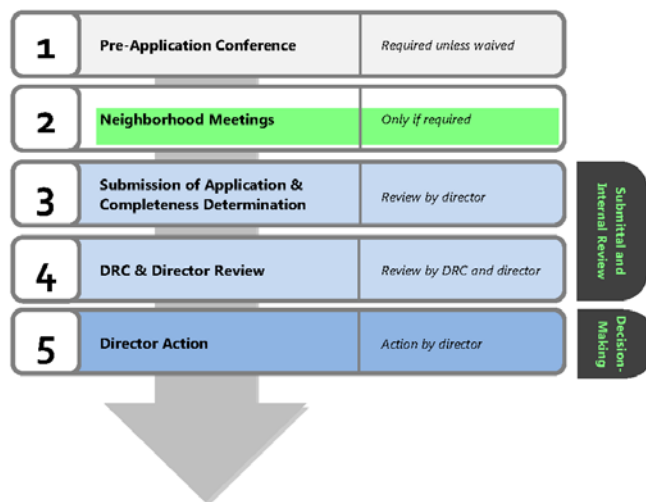 1 Pre-Application Conference Required unless waived
2 Neighborhood Meetings Only if required
3 Submission of Application &
Completeness Determination Review by director
4 DRC & Director Review Review by DRC and director
Submittal and
Internal Review
5 Director Action Action by director
Decision-
Making